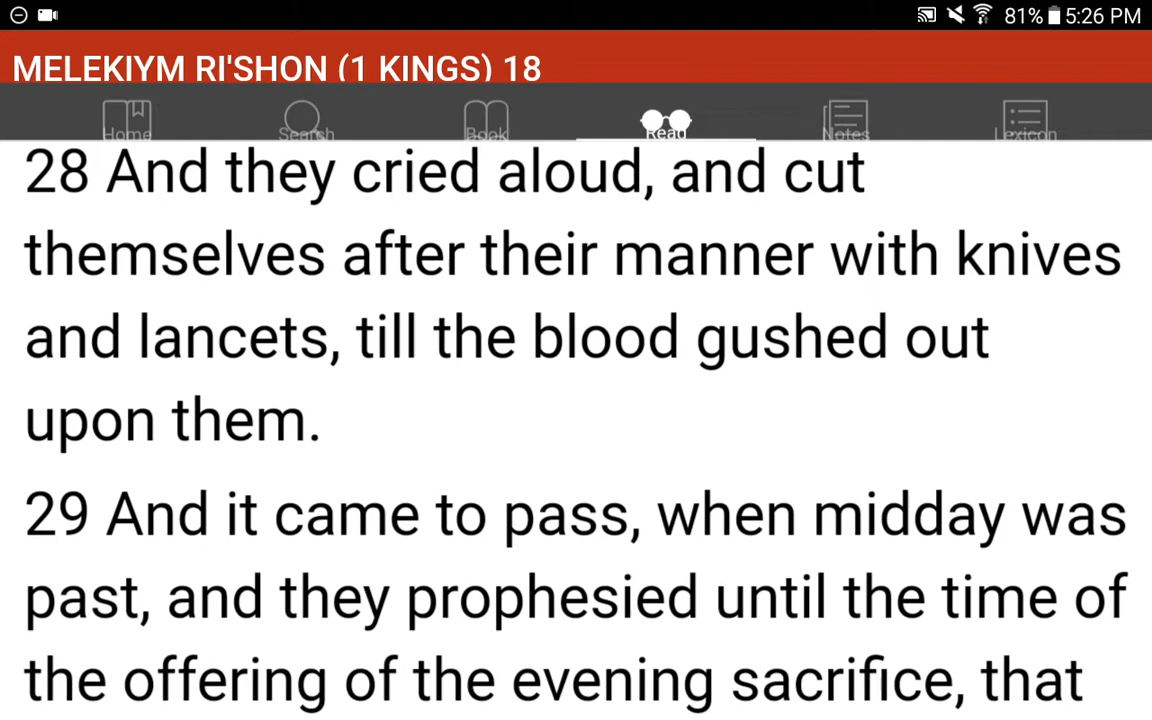 81% 5:26 PM
MELEKIYM RI'SHON (1 KINGS) 18
Home Search Book Read Notes Lexicon
28 And they cried aloud, and cut
themselves after their manner with knives
and lancets, till the blood gushed out
upon them.
29 And it came to pass, when midday was
past, and they prophesied until the time of
the offering of the evening sacrifice, that